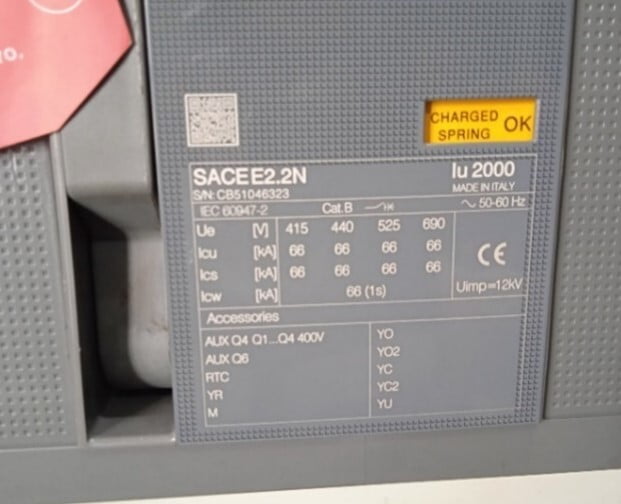 CHARGED
SPRING OK
SACE E2.2N Iu 2000
S/N: CB51046323 MADE IN ITALY
IEC 60947-2 Cat.B ~ 50-60 Hz
Ue [V] 415 440 525 690
Icu [kA] 66 66 66 66
Ics [kA] 66 66 66 66
Icw [kA] 66 (1s)
CE
Uimp=12kV
Accessories
AUX Q4 Q1...Q4 400V
AUX Q6
RTC
YR
M
YO
YO2
YC
YC2
YU